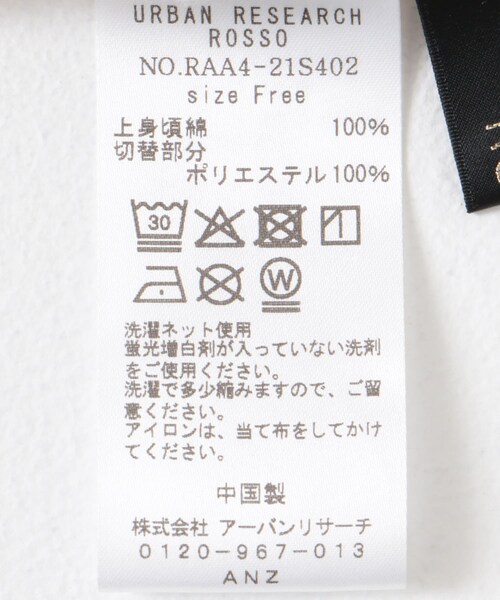 URBAN RESEARCH
ROSSO
NO.RAA4-21S402
size Free
上身頃綿 100%
切替部分
ポリエステル100%
30
W
洗濯ネット使用
蛍光増白剤が入っていない洗剤
をご使用ください。
洗濯で多少縮みますので、ご留
意ください。
アイロンは、当て布をしてかけ
てください。
中国製
株式会社 アーバンリサーチ
0120-967-013
ANZ